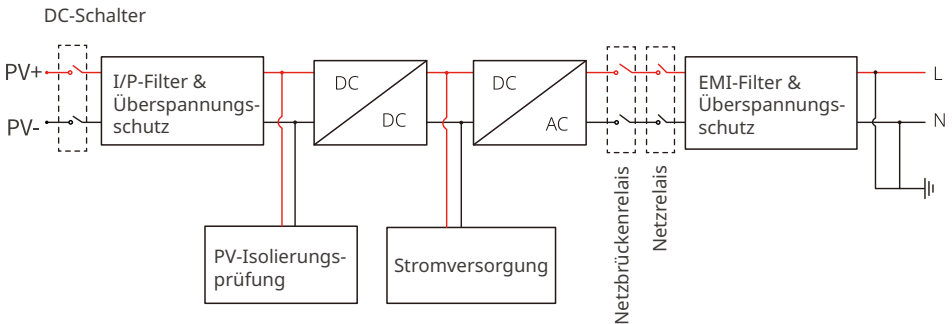 DC-Schalter
PV+
PV-
I/P-Filter &
Überspannungs-
schutz
DC
DC
DC
AC
Netzbrückenrelais
Netzrelais
EMI-Filter &
Überspannungs-
schutz
L
N
PV-Isolierungs-
prüfung
Stromversorgung